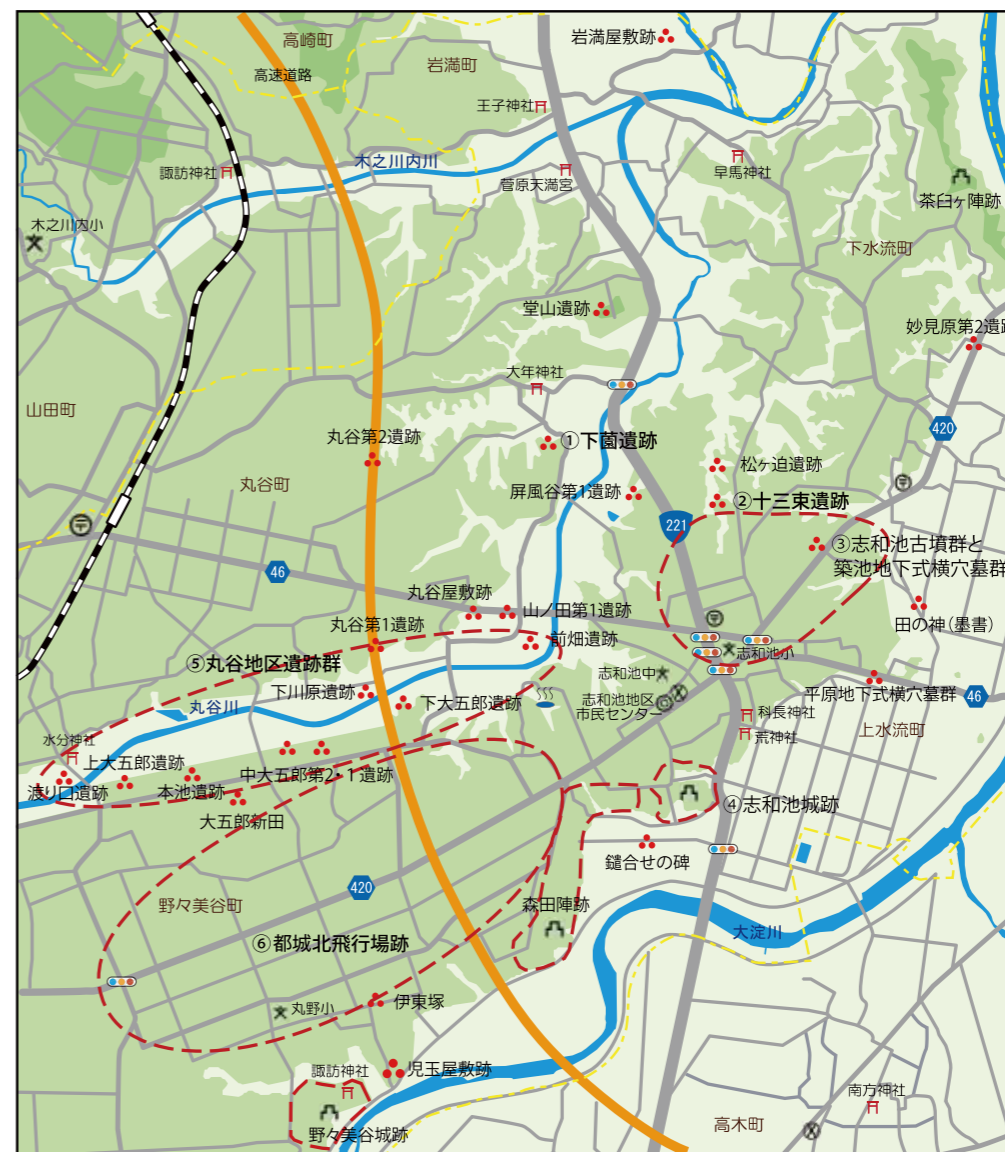 高崎町
高速道路
岩満町
岩満屋敷跡
王子神社
木之川内川
諏訪神社
菅原天満宮
早馬神社
茶臼ヶ陣跡
木之川内小
下水流町
堂山遺跡
妙見原第2遺跡
大年神社
山田町
420
丸谷第2遺跡
①下薗遺跡
松ヶ迫遺跡
丸谷町
屏風谷第1遺跡
②十三束遺跡
221
③志和池古墳群と
築池地下式横穴墓群
46
丸谷屋敷跡
山ノ田第1遺跡
田の神（墨書）
丸谷第1遺跡
前畑遺跡
志和池小
⑤丸谷地区遺跡群
志和池中
下川原遺跡
下大五郎遺跡
志和池地区
市民センター
平原地下式横穴墓群
46
丸谷川
科長神社
荒神社
上水流町
水分神社
上大五郎遺跡
中大五郎第2・1遺跡
渡り口遺跡
本池遺跡
大五郎新田
④志和池城跡
鑓合せの碑
420
野々美谷町
森田陣跡
大淀川
⑥都城北飛行場跡
丸野小
伊東塚
諏訪神社
児玉屋敷跡
南方神社
高木町
野々美谷城跡